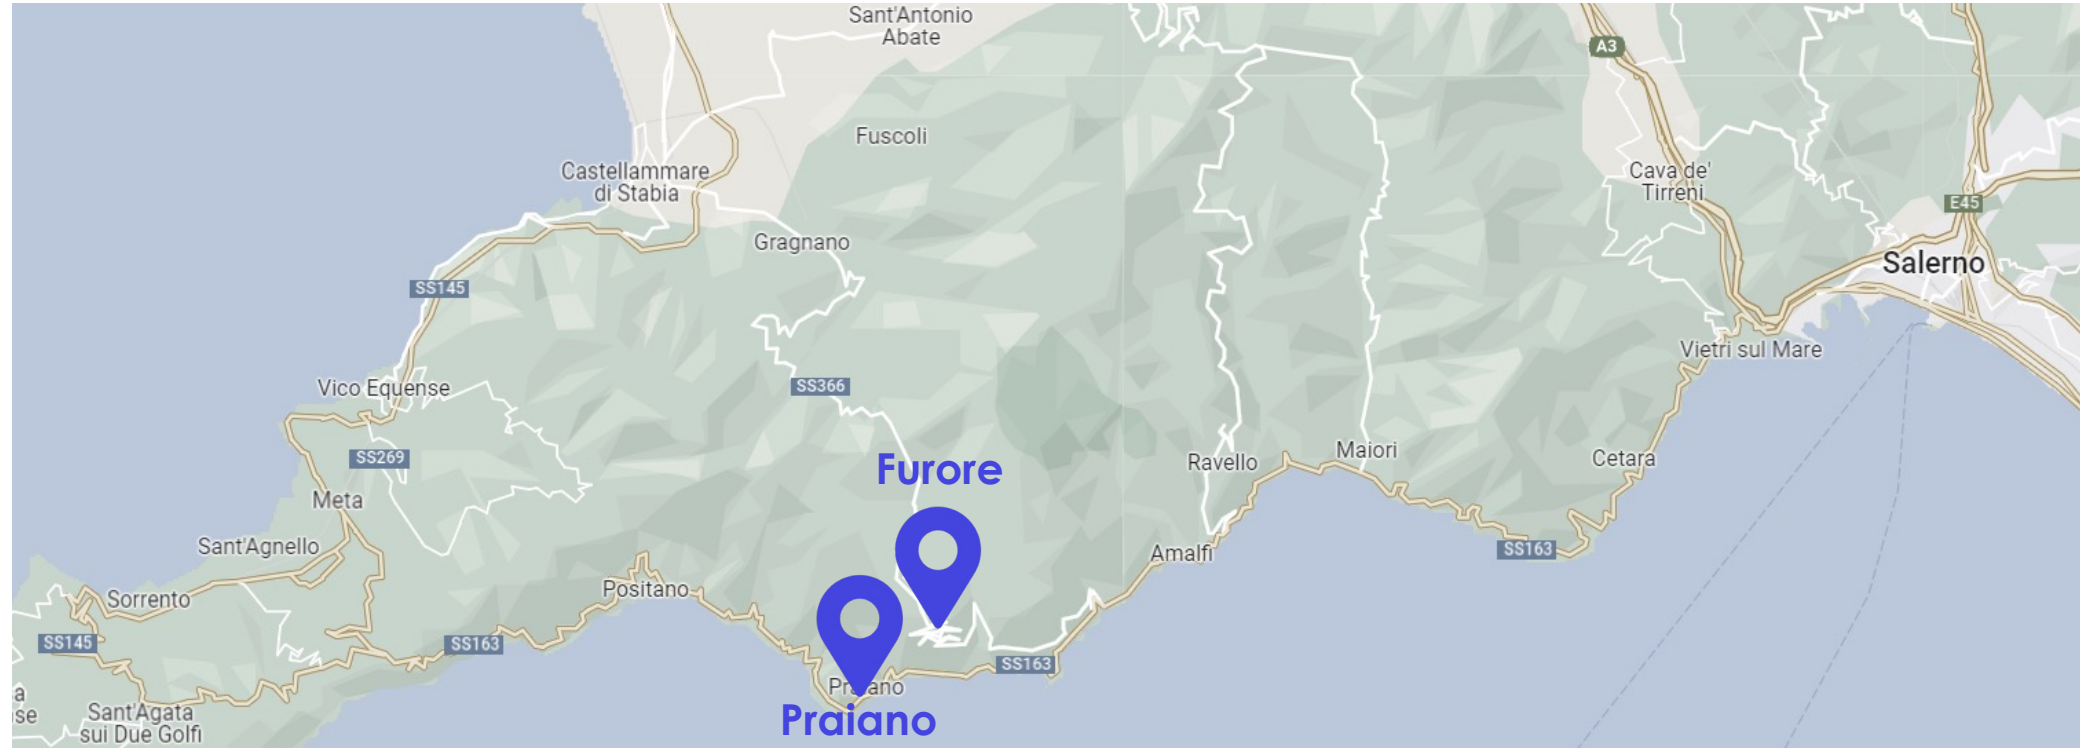 Sant'Antonio
Abate
A3
Fuscoli
Castellammare
di Stabia
Cava de'
Tirreni
E45
Gragnano
Salerno
SS145
Vietri sul Mare
Vico Equense
SS366
SS269
Furore
Ravello
Maiori
Cetara
Meta
Sant'Agnello
Amalfi
SS163
Positano
Sorrento
SS145
SS163
SS163
Praiano
a
se
Sant'Agata
sui Due Golfi
Praiano